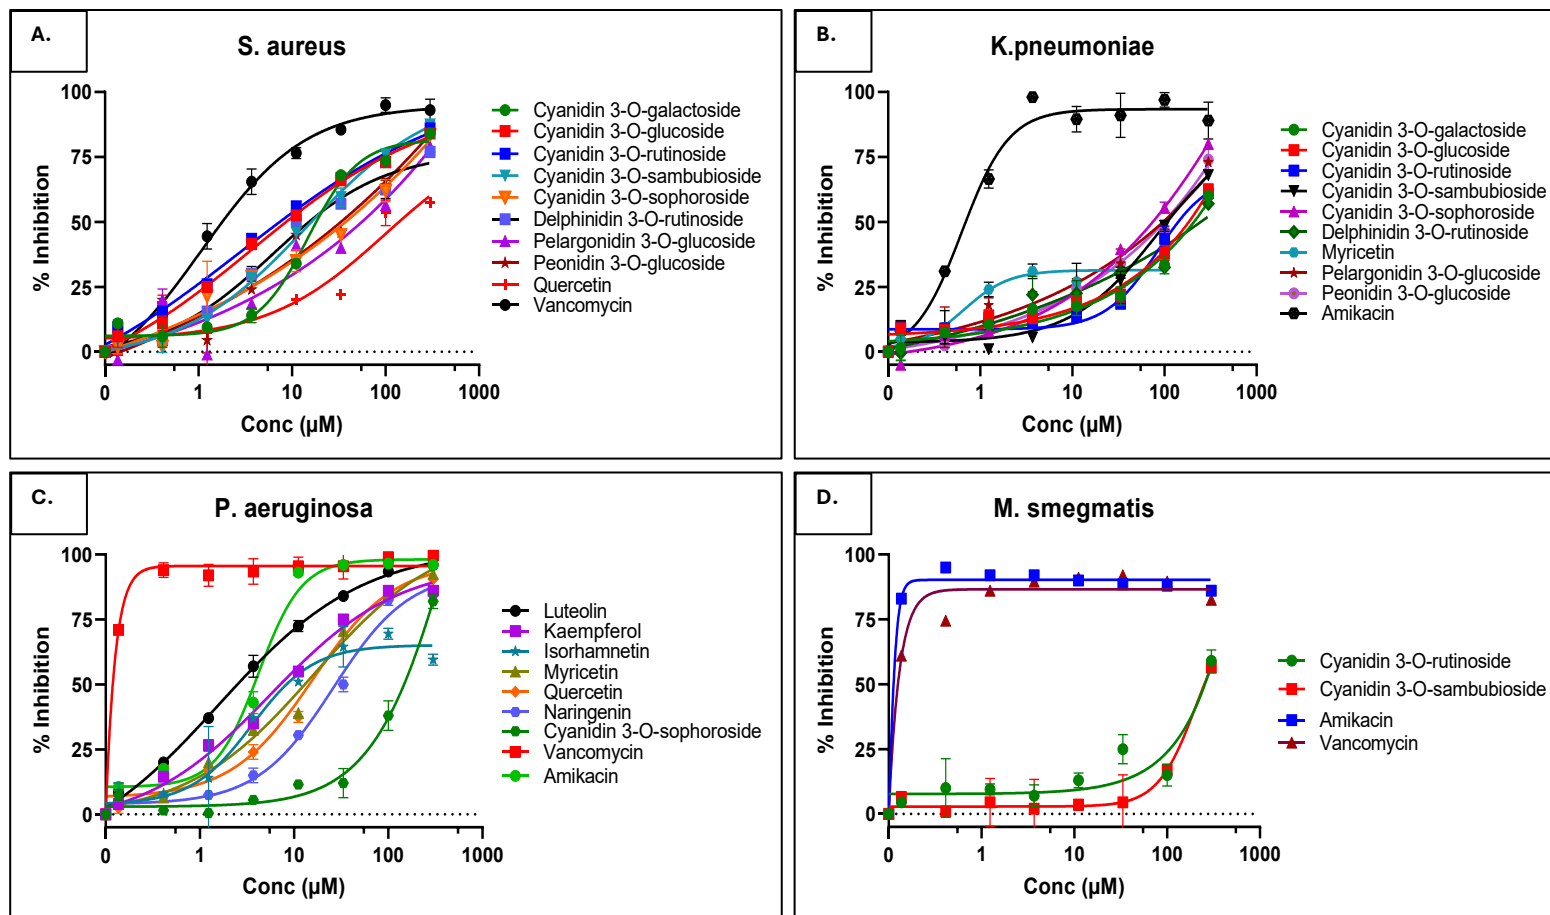 A.
S. aureus
% Inhibition
100
75
50
25
0
0
1
10
100
1000
Conc (µM)
Cyanidin 3-O-galactoside
Cyanidin 3-O-glucoside
Cyanidin 3-O-rutinoside
Cyanidin 3-O-sambubioside
Cyanidin 3-O-sophoroside
Delphinidin 3-O-rutinoside
Pelargonidin 3-O-glucoside
Peonidin 3-O-glucoside
Quercetin
Vancomycin
B.
K.pneumoniae
% Inhibition
100
75
50
25
0
0
1
10
100
1000
Conc (µM)
Cyanidin 3-O-galactoside
Cyanidin 3-O-glucoside
Cyanidin 3-O-rutinoside
Cyanidin 3-O-sambubioside
Cyanidin 3-O-sophoroside
Delphinidin 3-O-rutinoside
Myricetin
Pelargonidin 3-O-glucoside
Peonidin 3-O-glucoside
Amikacin
C.
P. aeruginosa
% Inhibition
100
75
50
25
0
0
1
10
100
1000
Conc (µM)
Luteolin
Kaempferol
Isorhamnetin
Myricetin
Quercetin
Naringenin
Cyanidin 3-O-sophoroside
Vancomycin
Amikacin
D.
M. smegmatis
% Inhibition
100
75
50
25
0
0
1
10
100
1000
Conc (µM)
Cyanidin 3-O-rutinoside
Cyanidin 3-O-sambubioside
Amikacin
Vancomycin